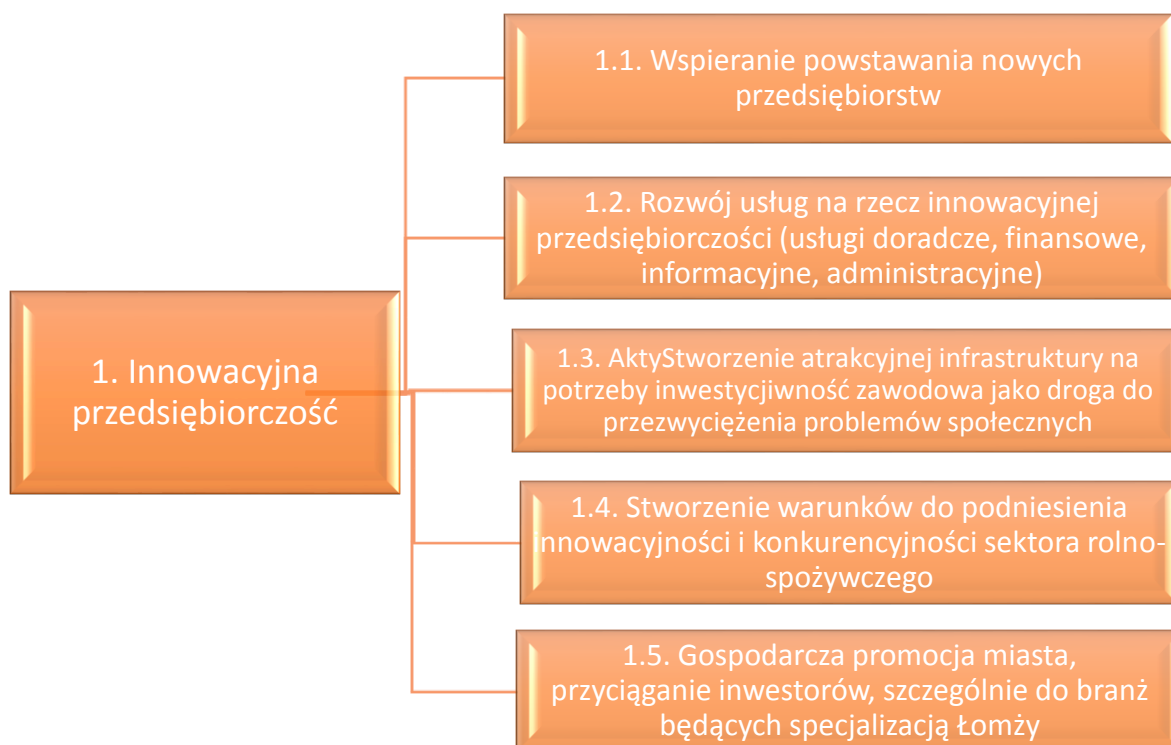 1. Innowacyjna
przedsiębiorczość
1.1. Wspieranie powstawania nowych
przedsiębiorstw
1.2. Rozwój usług na rzecz innowacyjnej
przedsiębiorczości (usługi doradcze, finansowe,
informacyjne, administracyjne)
1.3. AktyStworzenie atrakcyjnej infrastruktury na
potrzeby inwestycjiwność zawodowa jako droga do
przezwyciężenia problemów społecznych
1.4. Stworzenie warunków do podniesienia
innowacyjności i konkurencyjności sektora rolno-
spożywczego
1.5. Gospodarcza promocja miasta,
przyciąganie inwestorów, szczególnie do branż
będących specjalizacją Łomży